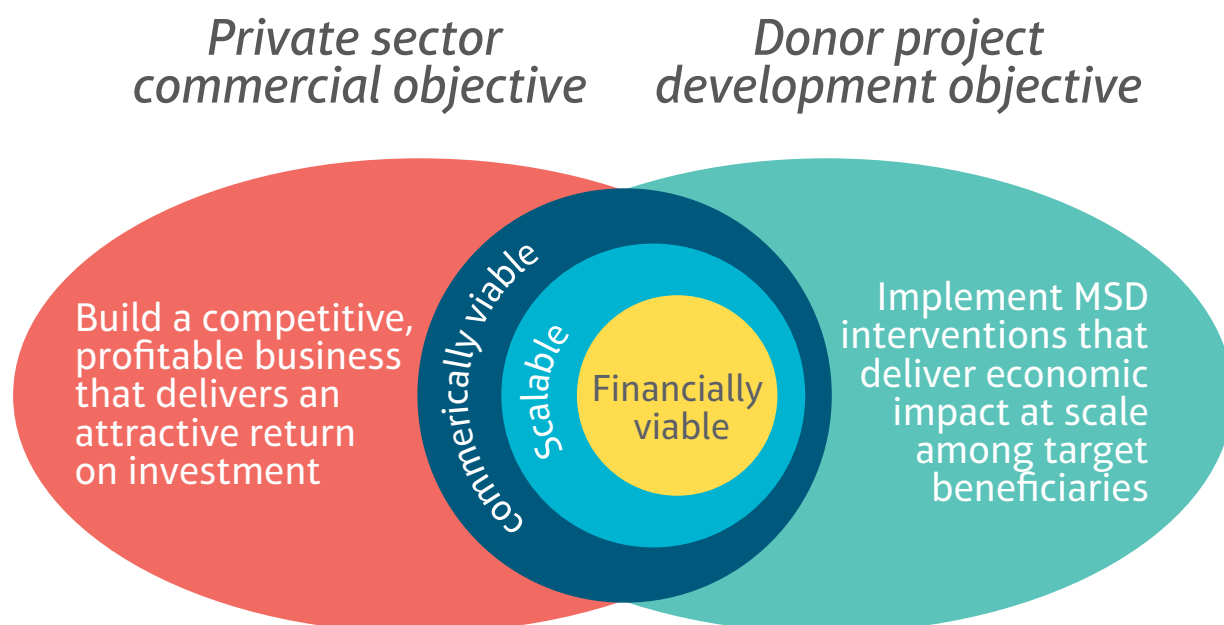 Private sector
commercial objective
Donor project
development objective
Build a competitive,
profitable business
that delivers an
attractive return
on investment
commerically viable
Scalable
Financially
viable
Implement MSD
interventions that
deliver economic
impact at scale
among target
beneficiaries